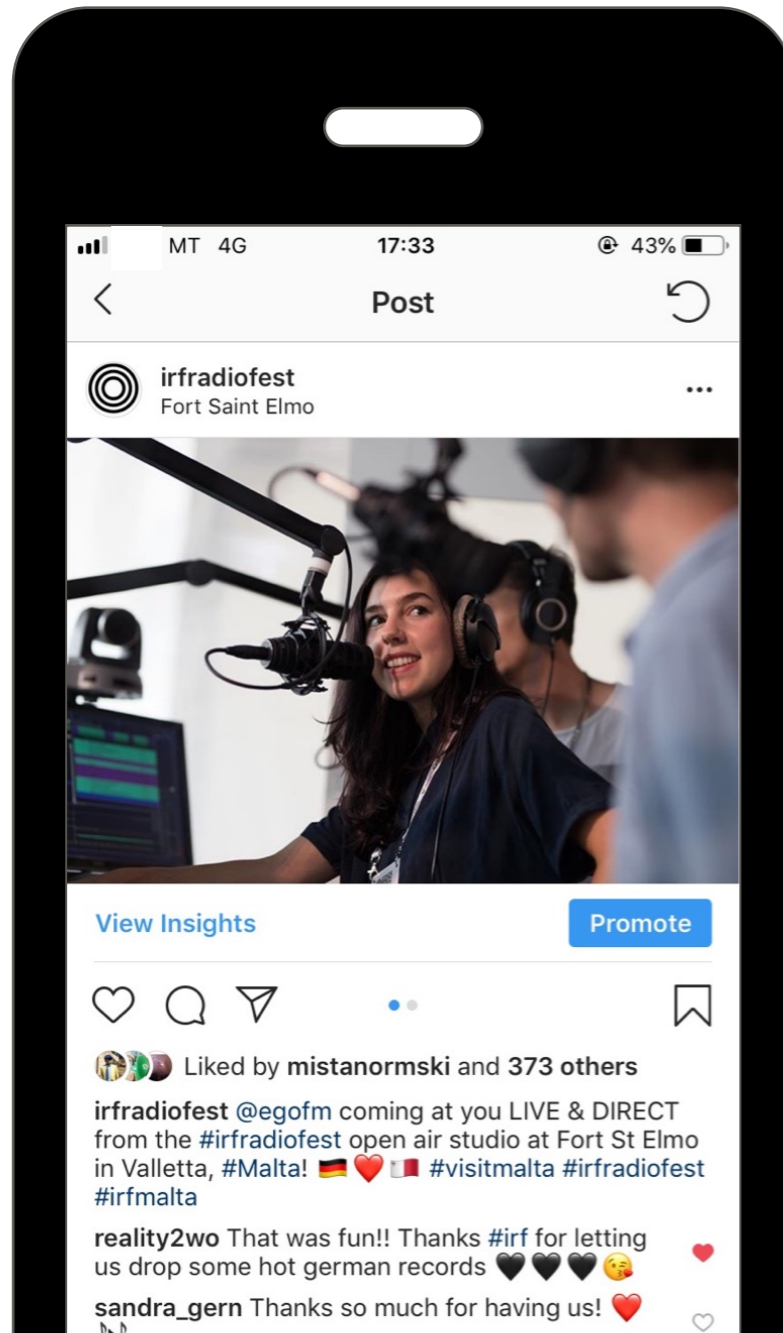 MT 4G 17:33 43%
Post
irfradiofest
Fort Saint Elmo
View Insights
Promote
Liked by mistanormski and 373 others
irfradiofest @egofm coming at you LIVE & DIRECT
from the #irfradiofest open air studio at Fort St Elmo
in Valletta, #Malta! 🇩🇪❤️🇲🇹 #visitmalta #irfradiofest
#irfmalta
reality2wo That was fun!! Thanks #irf for letting
us drop some hot german records 🖤🖤🖤😘
sandra_gern Thanks so much for having us! ❤️
🎶